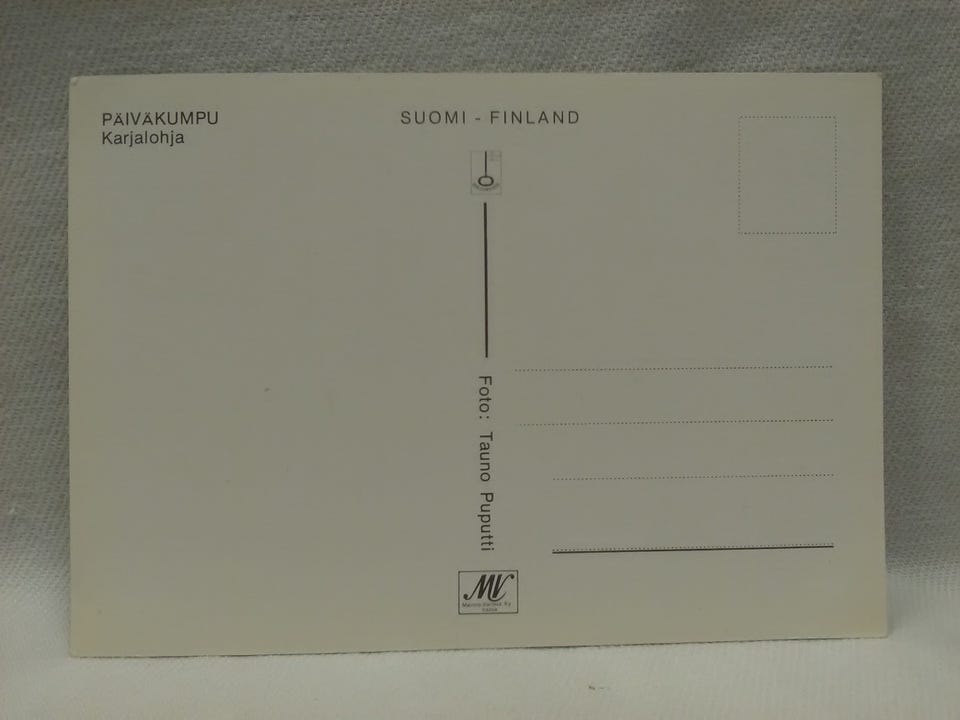 PÄIVÄKUMPU
Karjalohja
SUOMI - FINLAND
Foto: Tauno Puputti
MV